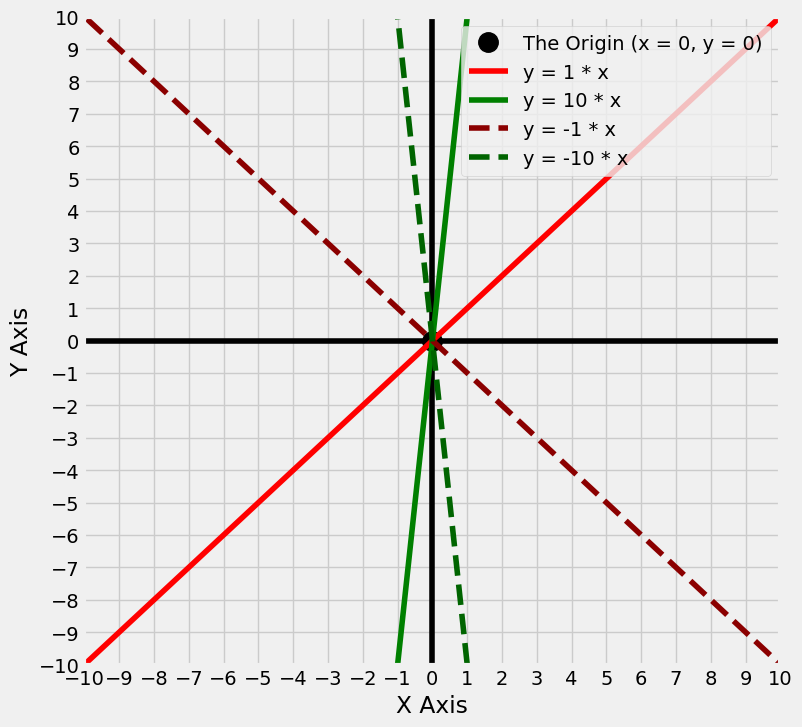 The Origin (x = 0, y = 0)
y = 1 * x
y = 10 * x
y = -1 * x
y = -10 * x
10
9
8
7
6
5
4
3
2
1
0
−1
−2
−3
−4
−5
−6
−7
−8
−9
−10
Y Axis
−10 −9 −8 −7 −6 −5 −4 −3 −2 −1 0 1 2 3 4 5 6 7 8 9 10
X Axis